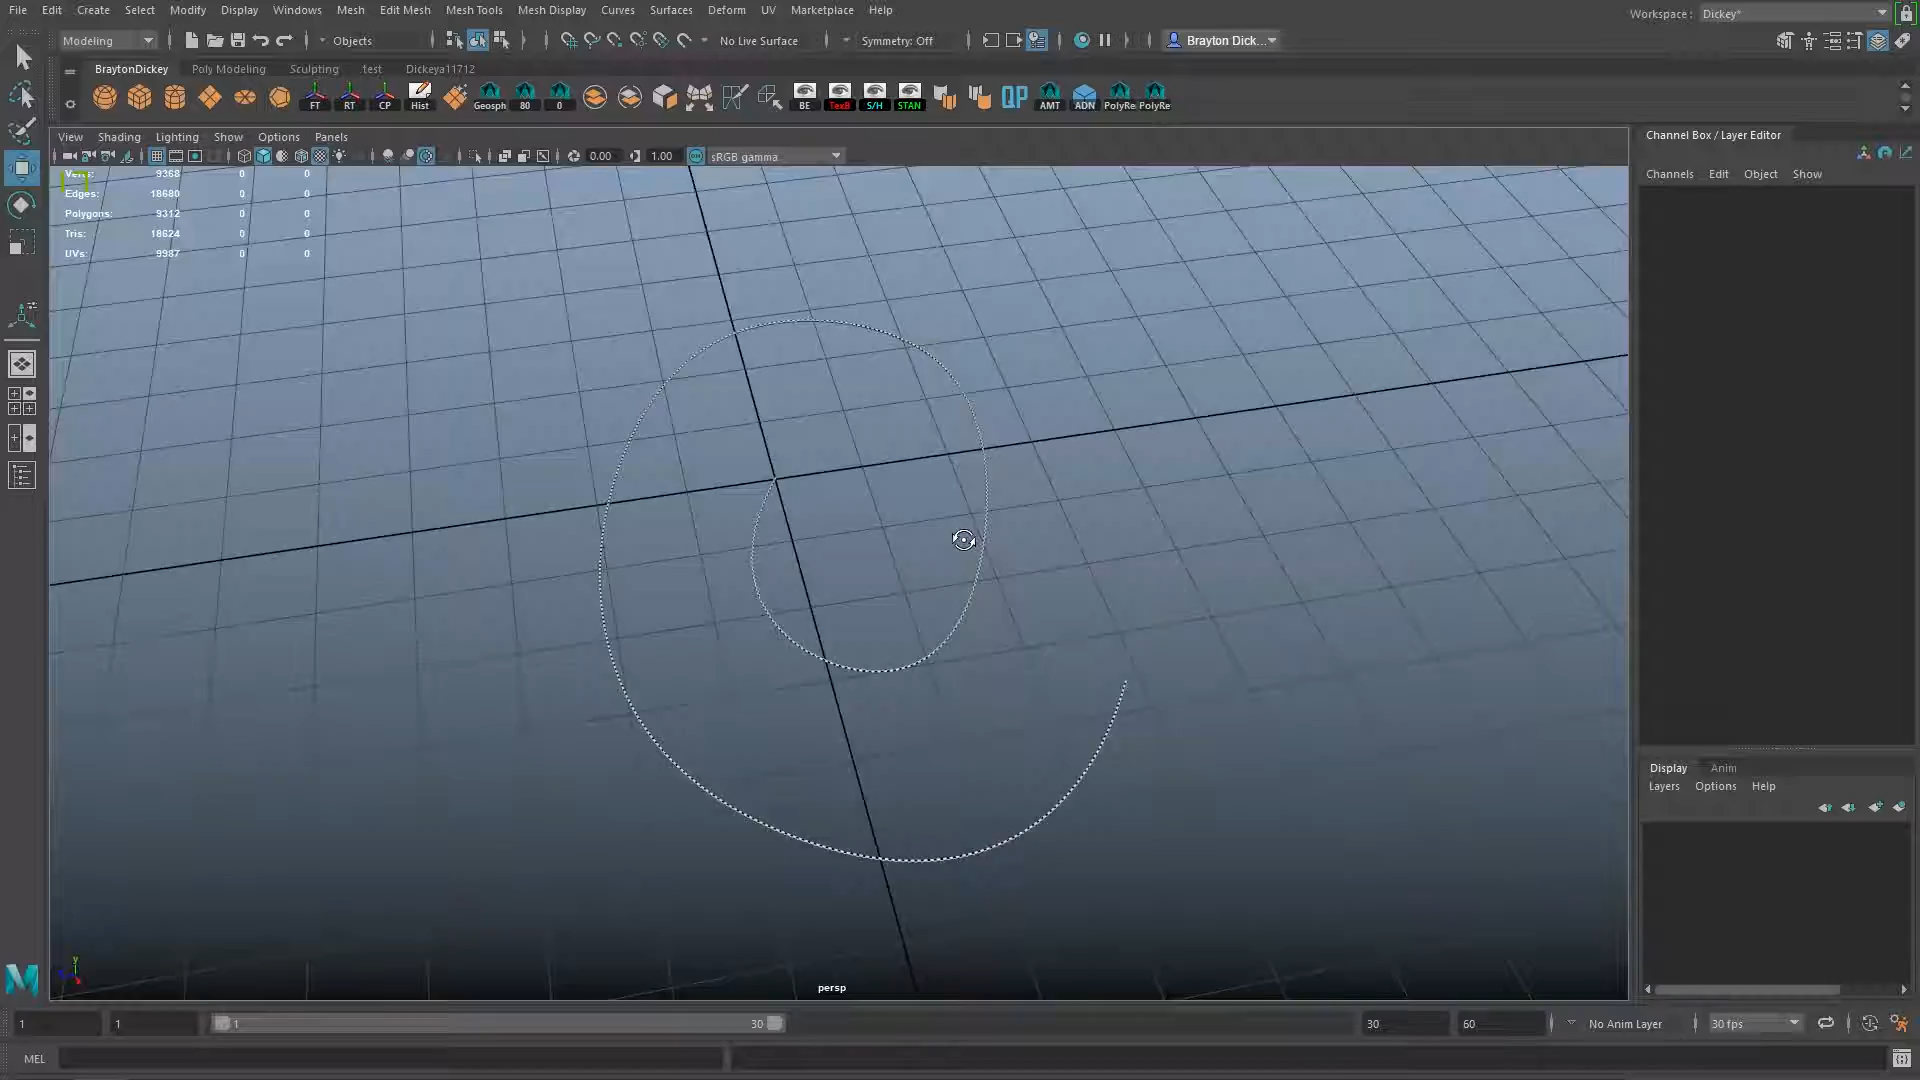 File Edit Create Select Modify Display Windows Mesh Edit Mesh Mesh Tools Mesh Display Curves Surfaces Deform UV Marketplace Help
Workspace : Dickey*
Modeling Objects No Live Surface Symmetry: Off Brayton Dick...
BraytonDickey Poly Modeling Sculpting test Dickeya11712
FT RT CP Hist Geosph 80 0 BE TexB S/H STAN QP AMT ADN PolyRe PolyRe
View Shading Lighting Show Options Panels
Channel Box / Layer Editor
0.00 1.00 sRGB gamma
Channels Edit Object Show
Verts: 9368 0 0
Edges: 18680 0 0
Polygons: 9312 0 0
Tris: 18624 0 0
UVs: 9987 0 0
Display Anim
Layers Options Help
y
persp
1 1 1 30 30 60 No Anim Layer 30 fps
MEL